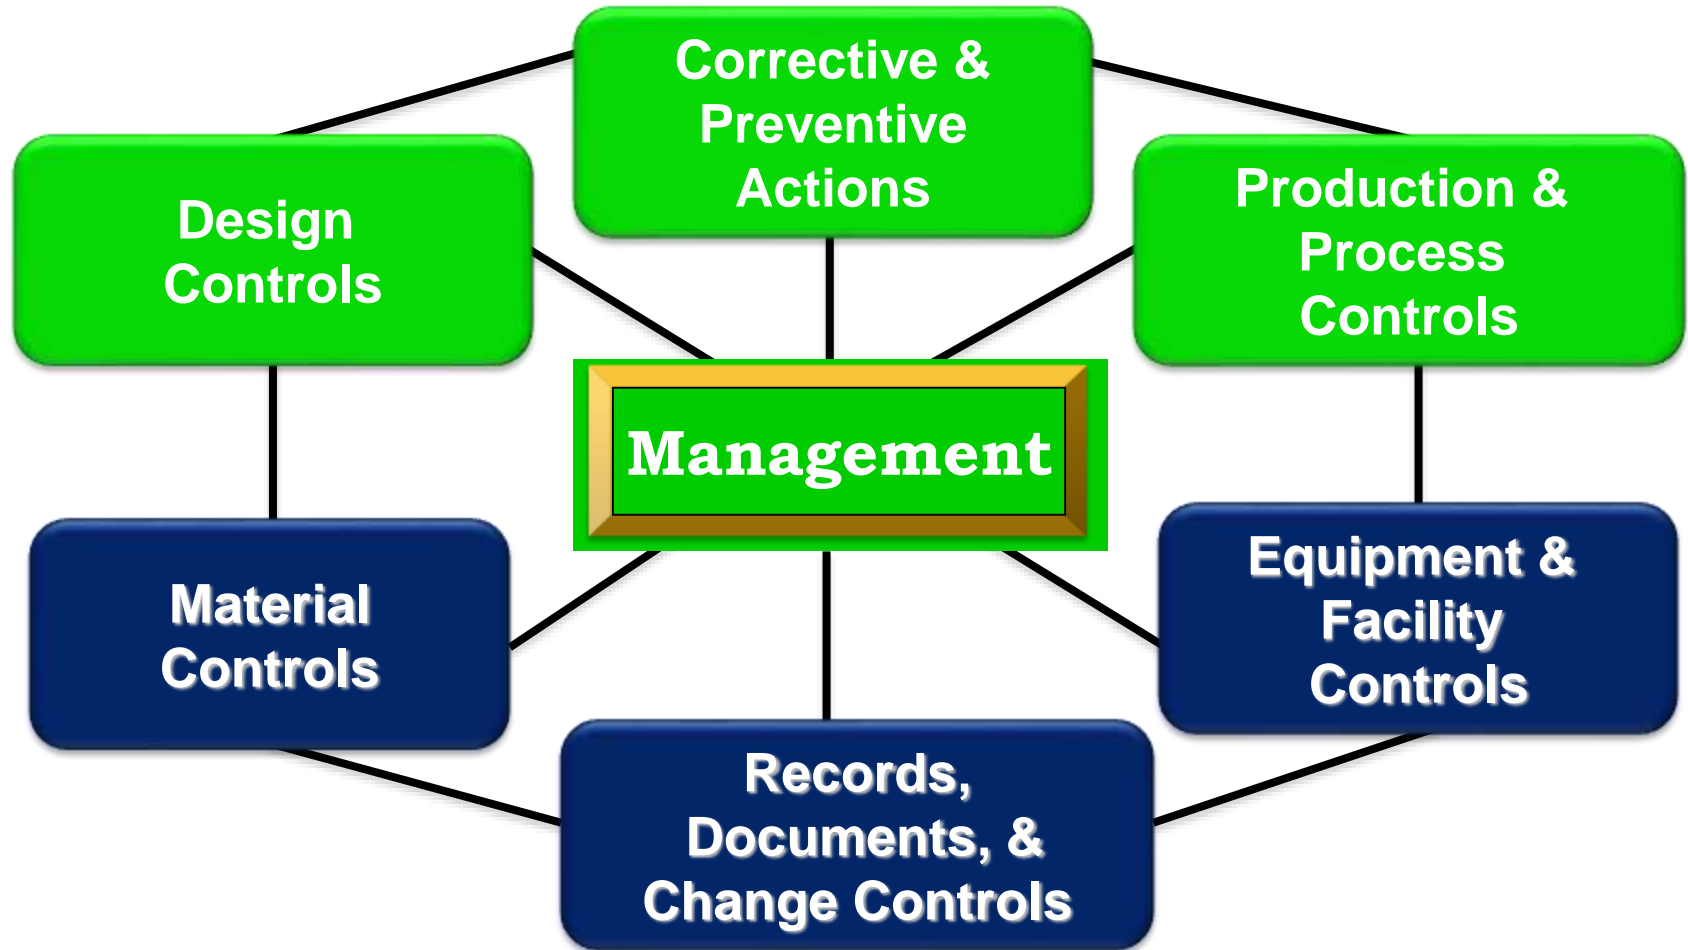 Corrective &
Preventive
Actions
Design
Controls
Production &
Process
Controls
Management
Material
Controls
Equipment &
Facility
Controls
Records,
Documents, &
Change Controls